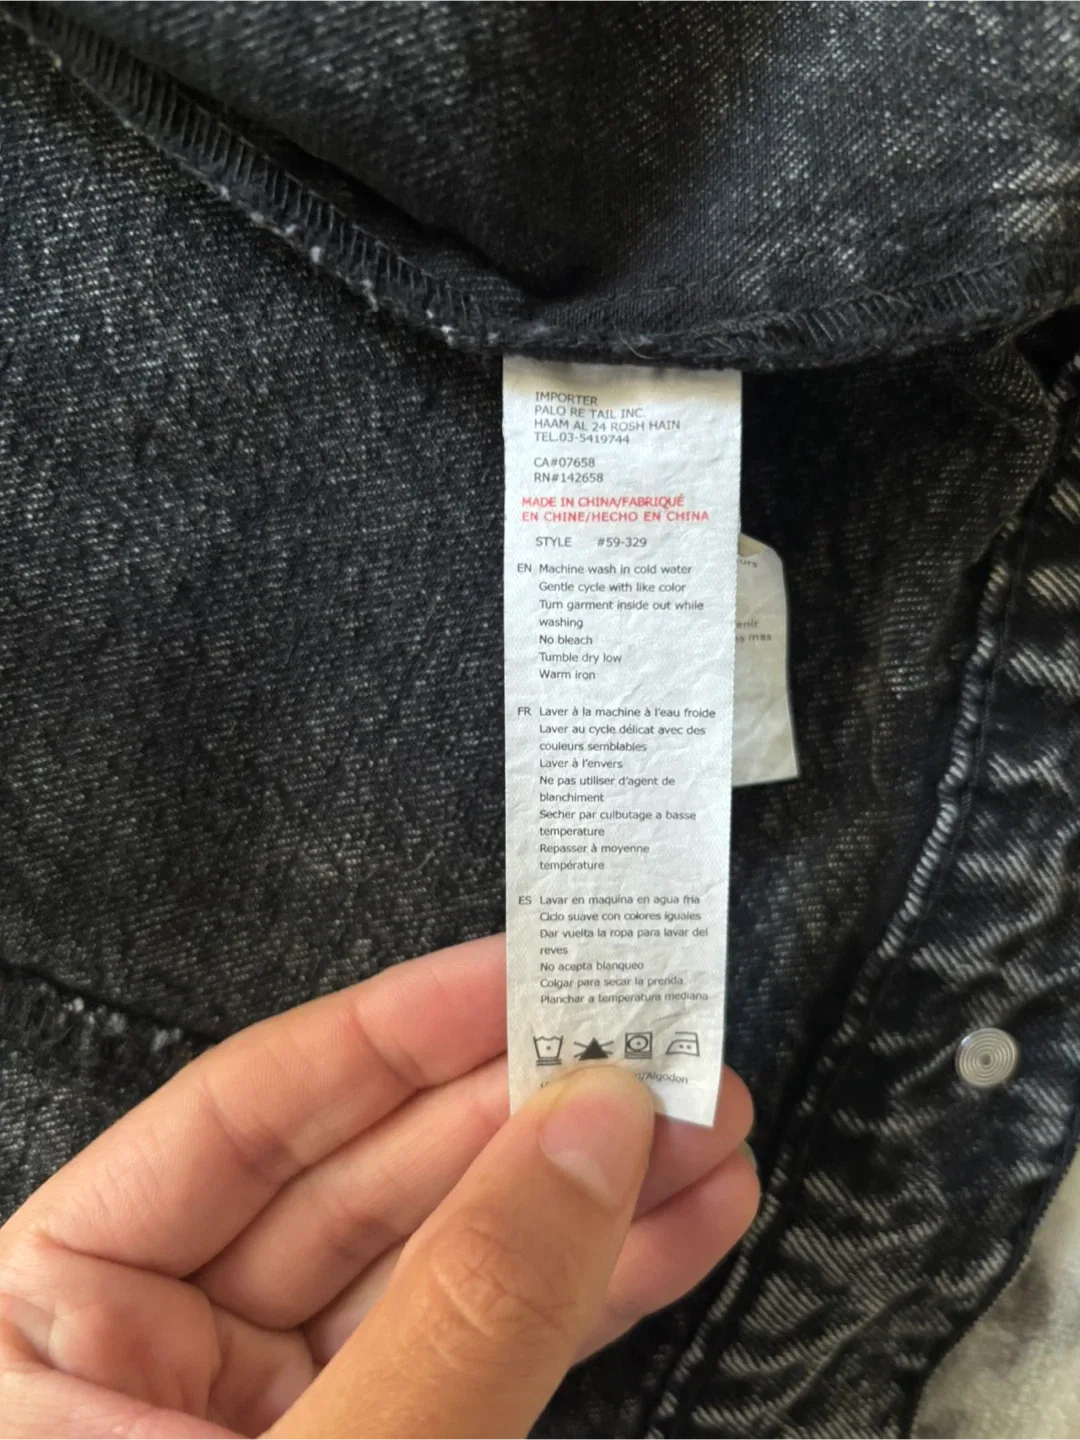 IMPORTER
PALO RE TAIL INC.
HAAM AL 24 ROSH HAIN
TEL.03-5419744
CA#07658
RN#142658
MADE IN CHINA/FABRIQUÉ
EN CHINE/HECHO EN CHINA
STYLE #59-329
EN Machine wash in cold water
Gentle cycle with like color
Turn garment inside out while
washing
No bleach
Tumble dry low
Warm iron
FR Laver à la machine à l'eau froide
Laver au cycle délicat avec des
couleurs semblables
Laver à l'envers
Ne pas utiliser d'agent de
blanchiment
Secher par culbutage a basse
temperature
Repasser à moyenne
température
ES Lavar en maquina en agua fria
Ciclo suave con colores iguales
Dar vuelta la ropa para lavar del
reves
No acepta blanqueo
Colgar para secar la prenda
Planchar a temperatura mediana
/Algodon
mas